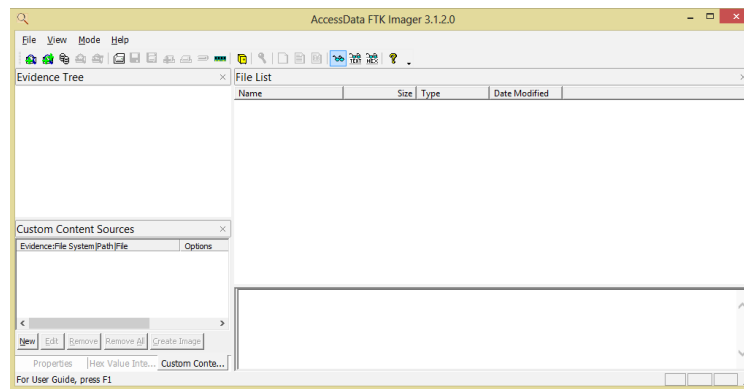 AccessData FTK Imager 3.1.2.0
File View Mode Help
TEXT HEX ?
Evidence Tree
File List
Name Size Type Date Modified
Custom Content Sources
Evidence:File System|Path|File Options
New Edit Remove Remove All Create Image
Properties Hex Value Inte... Custom Conte...
For User Guide, press F1